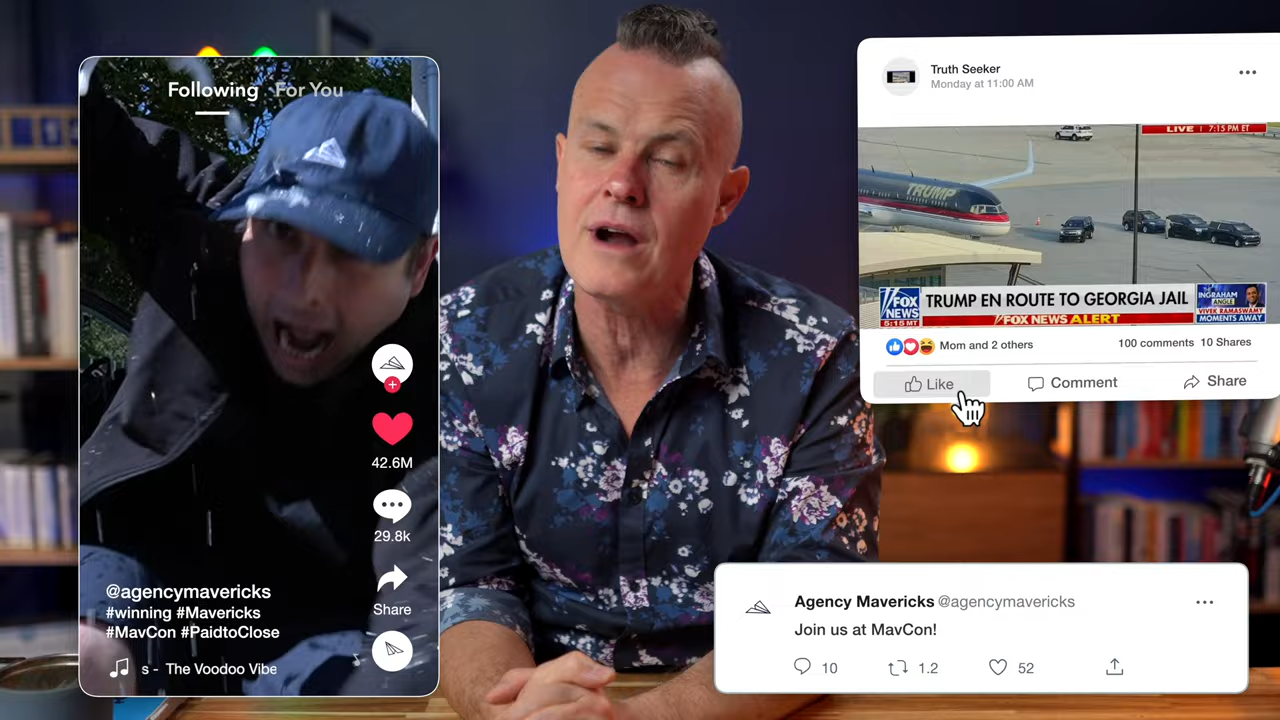 Following For You
42.6M
29.8k
Share
@agencymavericks
#winning #Mavericks
#MavCon #PaidtoClose
s - The Voodoo Vibe
Truth Seeker
Monday at 11:00 AM
LIVE 7:15 PM ET
TRUMP
FOX
NEWS
5:15 MT
TRUMP EN ROUTE TO GEORGIA JAIL
FOX NEWS ALERT
INGRAHAM
ANGLE
VIVEK RAMASWAMY
MOMENTS AWAY
Mom and 2 others 100 comments 10 Shares
Like Comment Share
Agency Mavericks @agencymavericks
Join us at MavCon!
10 1.2 52